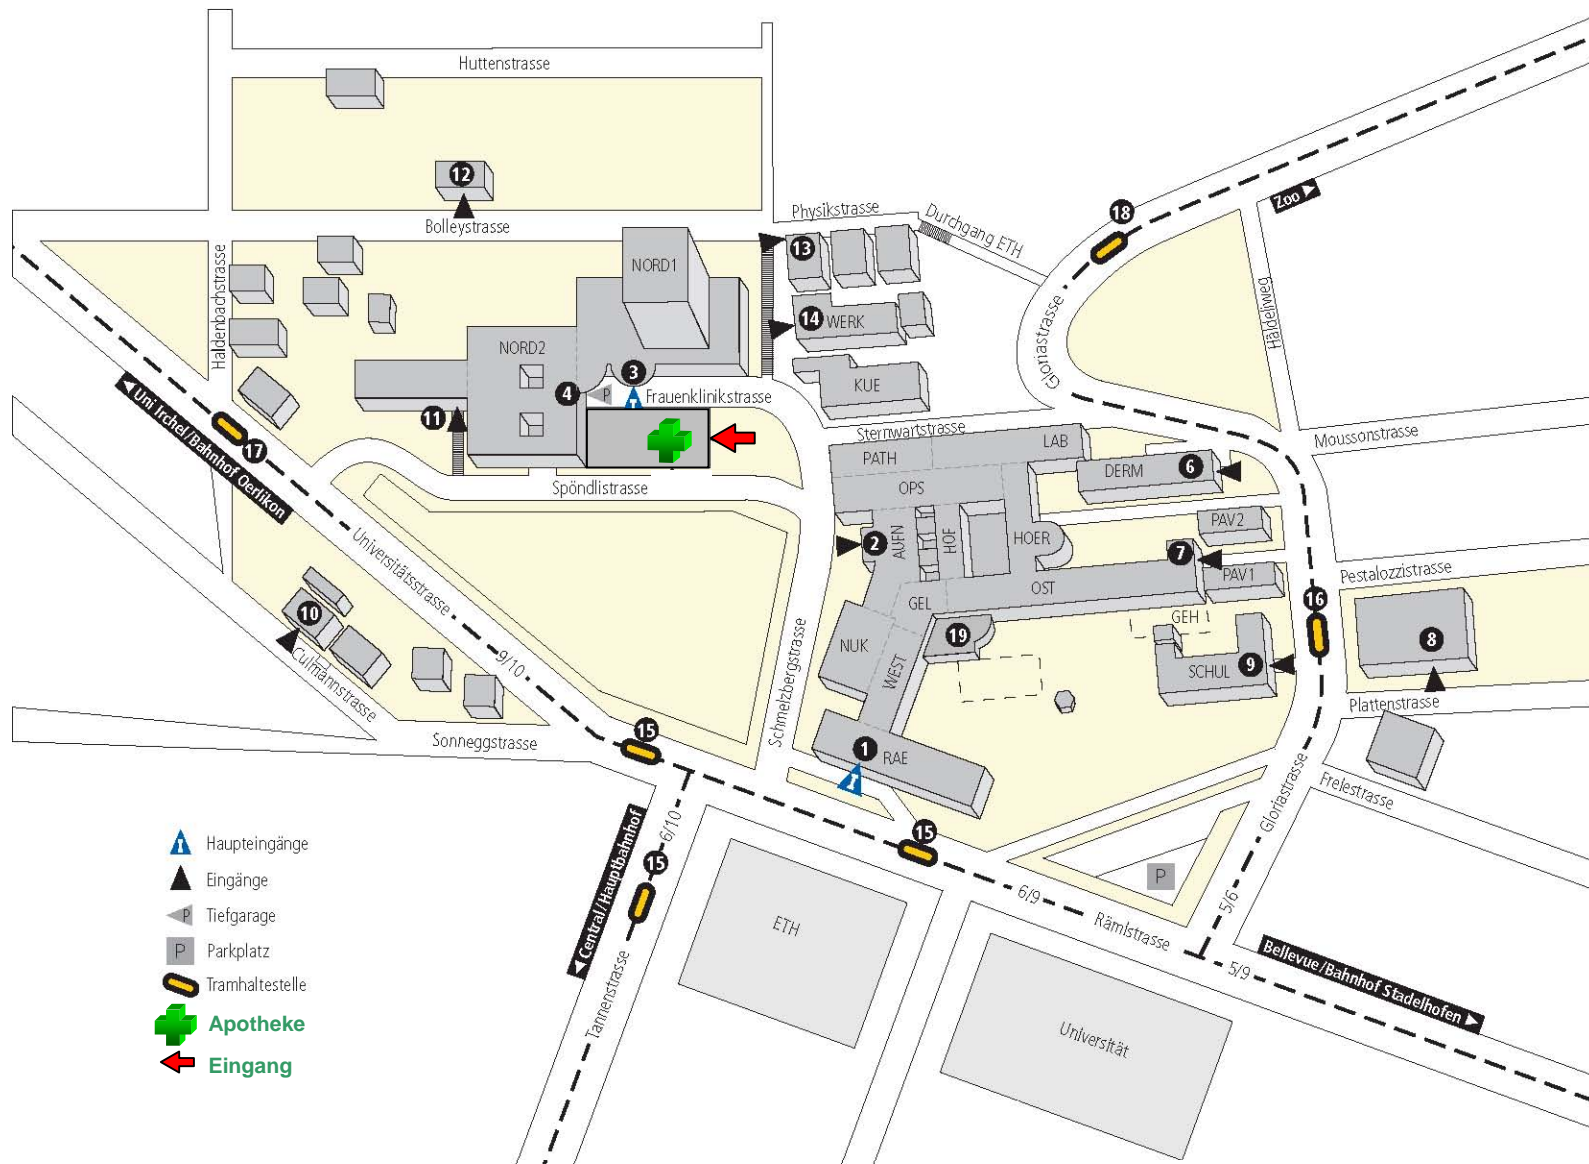 Huttenstrasse
12
Bolleystrasse
Physikstrasse
Durchgang ETH
18
Zoo ▶
Haldenbachstrasse
NORD1
13
Gloriastrasse
Häldeliweg
14 WERK
NORD2
3
4
P
Frauenklinikstrasse
KUE
11
◀ Uni Irchel/Bahnhof Oerlikon
17
Sternwartstrasse
Moussonstrasse
PATH
LAB
DERM
6
Spöndlistrasse
OPS
Universitätsstrasse
2
AUFN
HOF
HOER
PAV2
7
OST
PAV1
Pestalozzistrasse
10
GEL
16
GEH
NUK
19
8
WEST
SCHUL
9
Culmannstrasse
9/10
Schmelzbergstrasse
Plattenstrasse
Sonneggstrasse
15
1
RAE
Gloriastrasse
Frelestrasse
Haupteingänge
Eingänge
P Tiefgarage
P Parkplatz
Tramhaltestelle
Apotheke
Eingang
6/10
15
◀ Central/Hauptbahnhof
15
P
ETH
6/9
5/6
Rämlstrasse
5/9
Bellevue/Bahnhof Stadelhofen ▶
Tannenstrasse
Universität